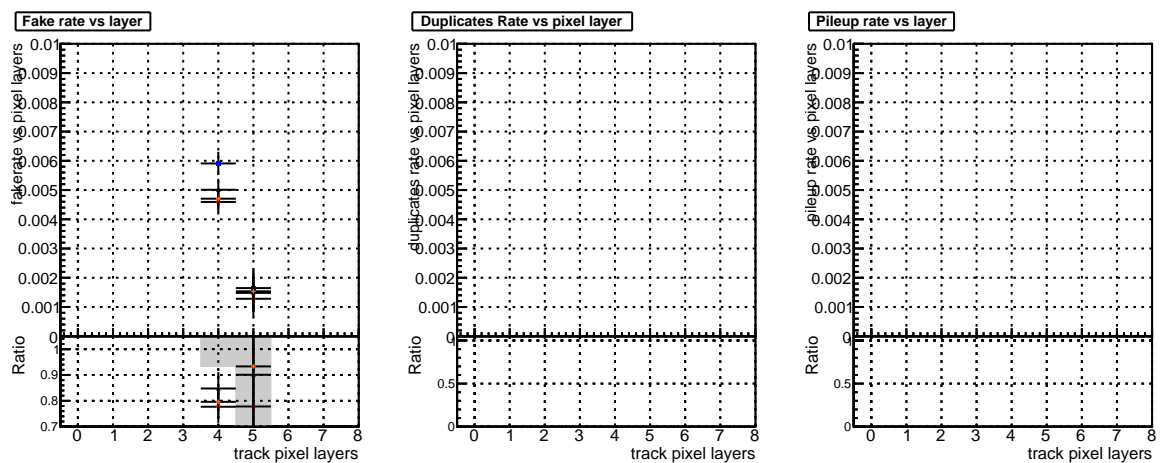 Fake rate vs layer
fakerate vs pixel layers
0.01
0.009
0.008
0.007
0.006
0.005
0.004
0.003
0.002
0.001
0
Ratio
1
0.9
0.8
0.7
0 1 2 3 4 5 6 7 8
track pixel layers
Duplicates Rate vs pixel layer
duplicates rate vs pixel layers
0.01
0.009
0.008
0.007
0.006
0.005
0.004
0.003
0.002
0.001
0
Ratio
1
0.5
0
0 1 2 3 4 5 6 7 8
track pixel layers
Pileup rate vs layer
pileup rate vs pixel layers
0.01
0.009
0.008
0.007
0.006
0.005
0.004
0.003
0.002
0.001
0
Ratio
1
0.5
0
0 1 2 3 4 5 6 7 8
track pixel layers